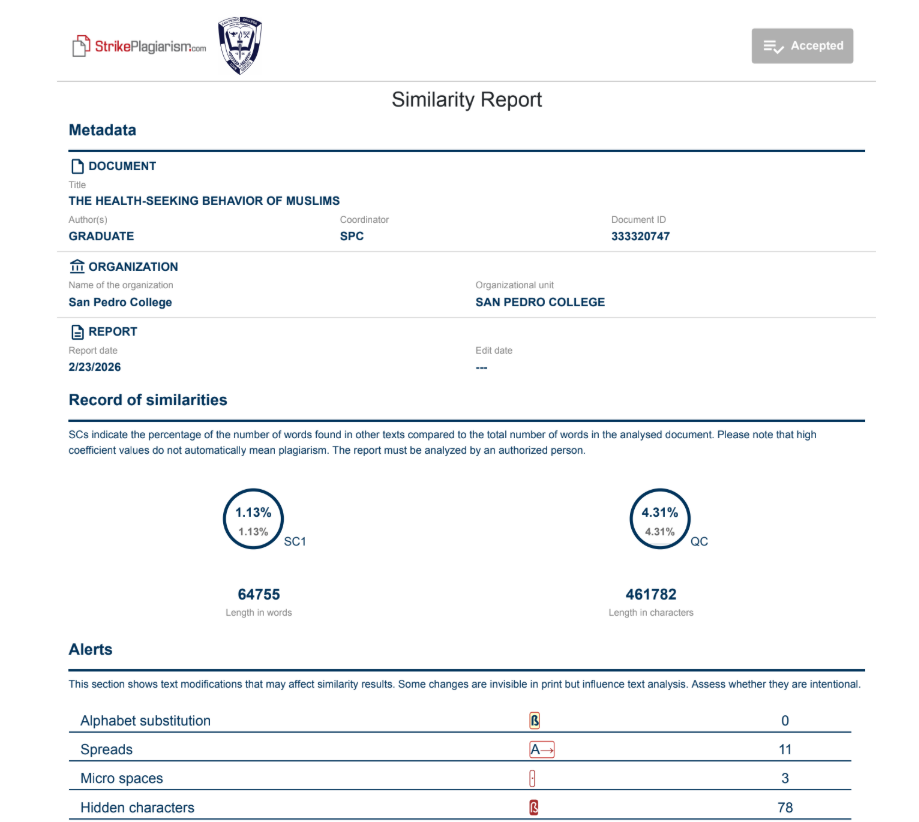 StrikePlagiarism.com
Accepted
Similarity Report
Metadata
DOCUMENT
Title
THE HEALTH-SEEKING BEHAVIOR OF MUSLIMS
Author(s) Coordinator Document ID
GRADUATE SPC 333320747
ORGANIZATION
Name of the organization Organizational unit
San Pedro College SAN PEDRO COLLEGE
REPORT
Report date Edit date
2/23/2026 ---
Record of similarities
SCs indicate the percentage of the number of words found in other texts compared to the total number of words in the analysed document. Please note that high
coefficient values do not automatically mean plagiarism. The report must be analyzed by an authorized person.
1.13% 4.31%
1.13% 4.31%
SC1 QC
64755 461782
Length in words Length in characters
Alerts
This section shows text modifications that may affect similarity results. Some changes are invisible in print but influence text analysis. Assess whether they are intentional.
Alphabet substitution ß 0
Spreads A→ 11
Micro spaces · 3
Hidden characters ß 78